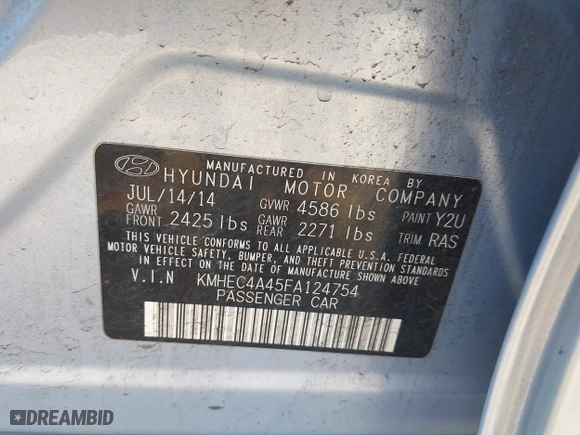 MANUFACTURED IN KOREA BY
HYUNDAI MOTOR COMPANY
JUL/14/14 GVWR 4586 lbs PAINT Y2U
GAWR FRONT 2425 lbs GAWR REAR 2271 lbs TRIM RAS
THIS VEHICLE CONFORMS TO ALL APPLICABLE U.S.A. FEDERAL
MOTOR VEHICLE SAFETY, BUMPER, AND THEFT PREVENTION STANDARDS
IN EFFECT ON THE DATE OF MANUFACTURE SHOWN ABOVE
V.I.N KMHEC4A45FA124754
PASSENGER CAR
DREAMBID